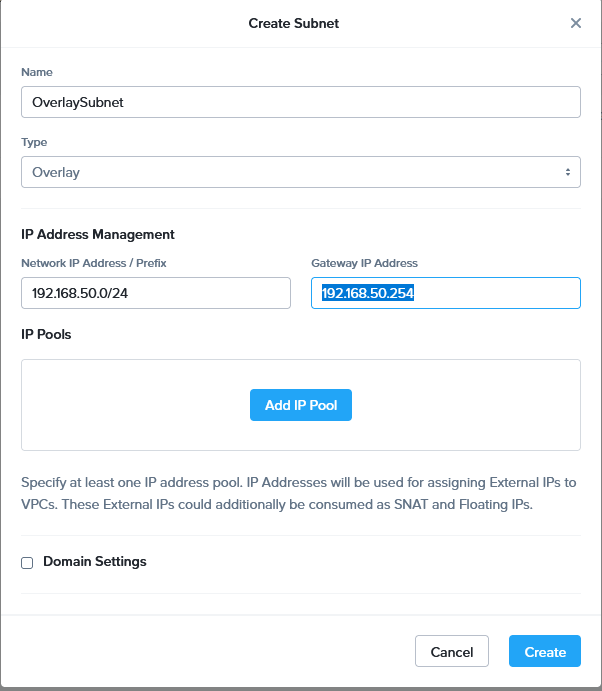 Create Subnet
Name
OverlaySubnet
Type
Overlay
IP Address Management
Network IP Address / Prefix
Gateway IP Address
192.168.50.0/24
192.168.50.254
IP Pools
Add IP Pool
Specify at least one IP address pool. IP Addresses will be used for assigning External IPs to
VPCs. These External IPs could additionally be consumed as SNAT and Floating IPs.
Domain Settings
Cancel
Create